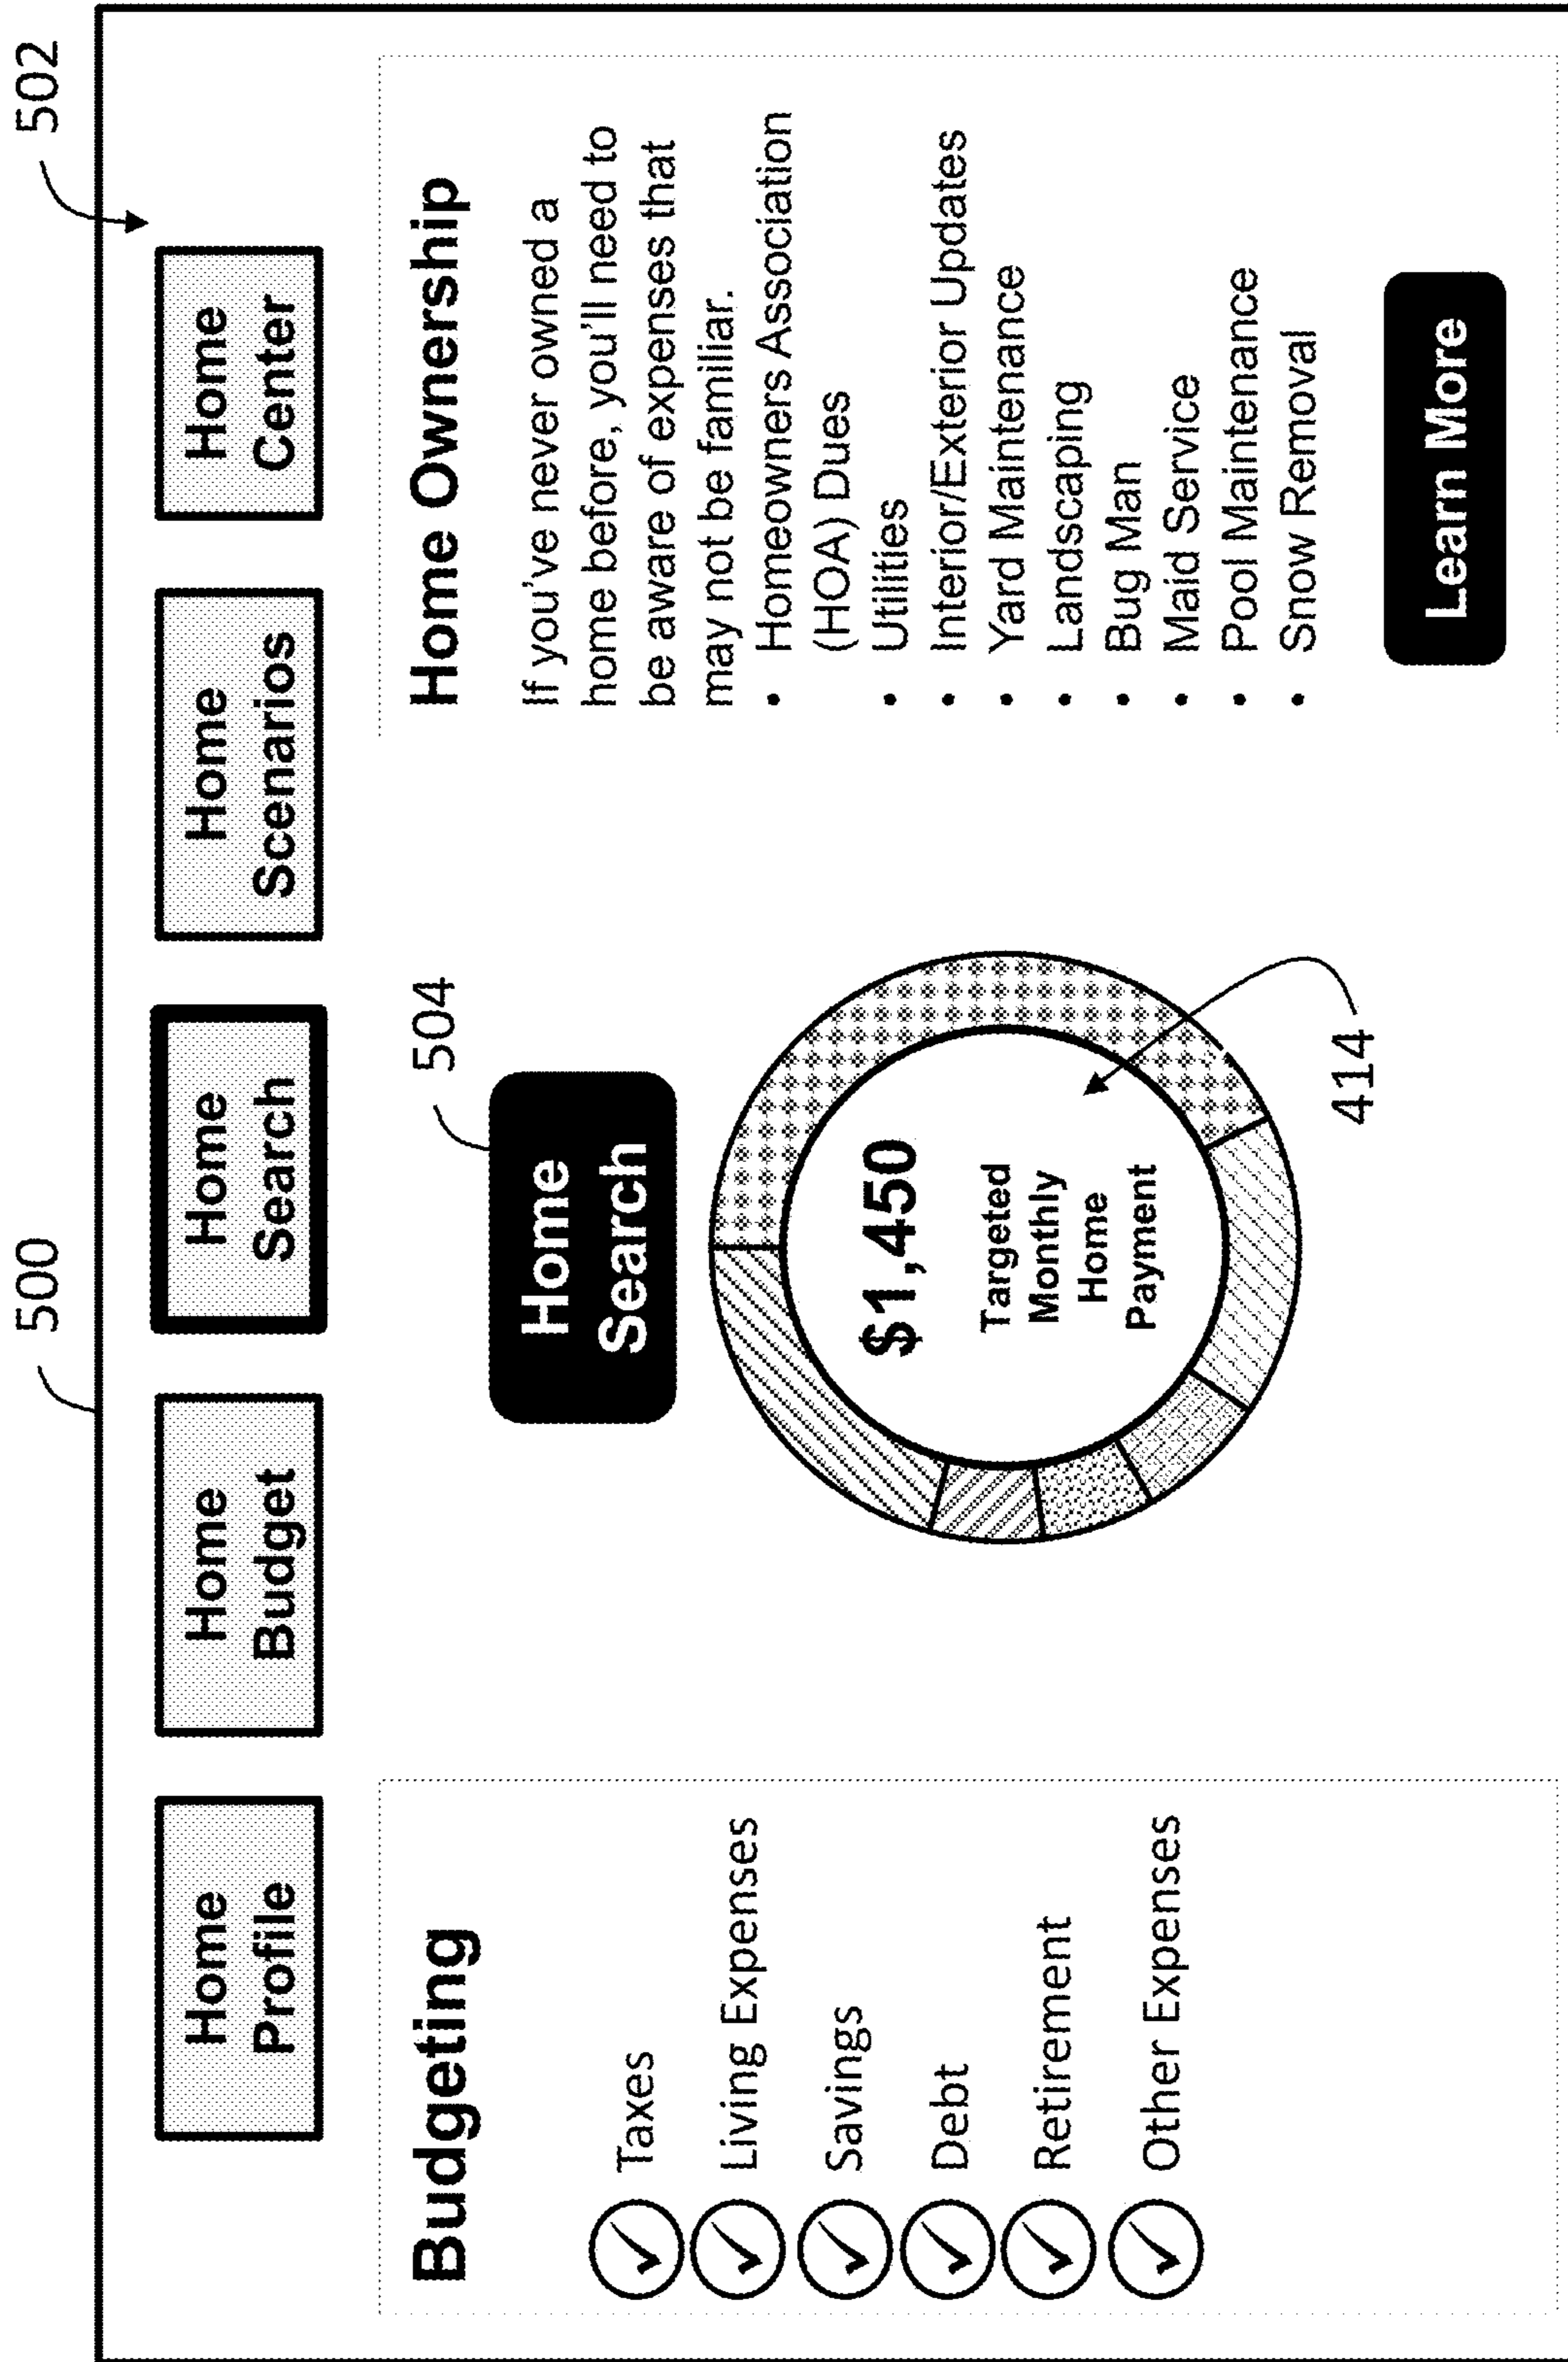 500
502
Home
Profile
Home
Budget
Home
Search
Home
Scenarios
Home
Center
Budgeting
Taxes
Living Expenses
Savings
Debt
Retirement
Other Expenses
504
Home
Search
$1,450
Targeted
Monthly
Home
Payment
414
Home Ownership
If you've never owned a
home before, you'll need to
be aware of expenses that
may not be familiar.
• Homeowners Association
(HOA) Dues
• Utilities
• Interior/Exterior Updates
• Yard Maintenance
• Landscaping
• Bug Man
• Maid Service
• Pool Maintenance
• Snow Removal
Learn More